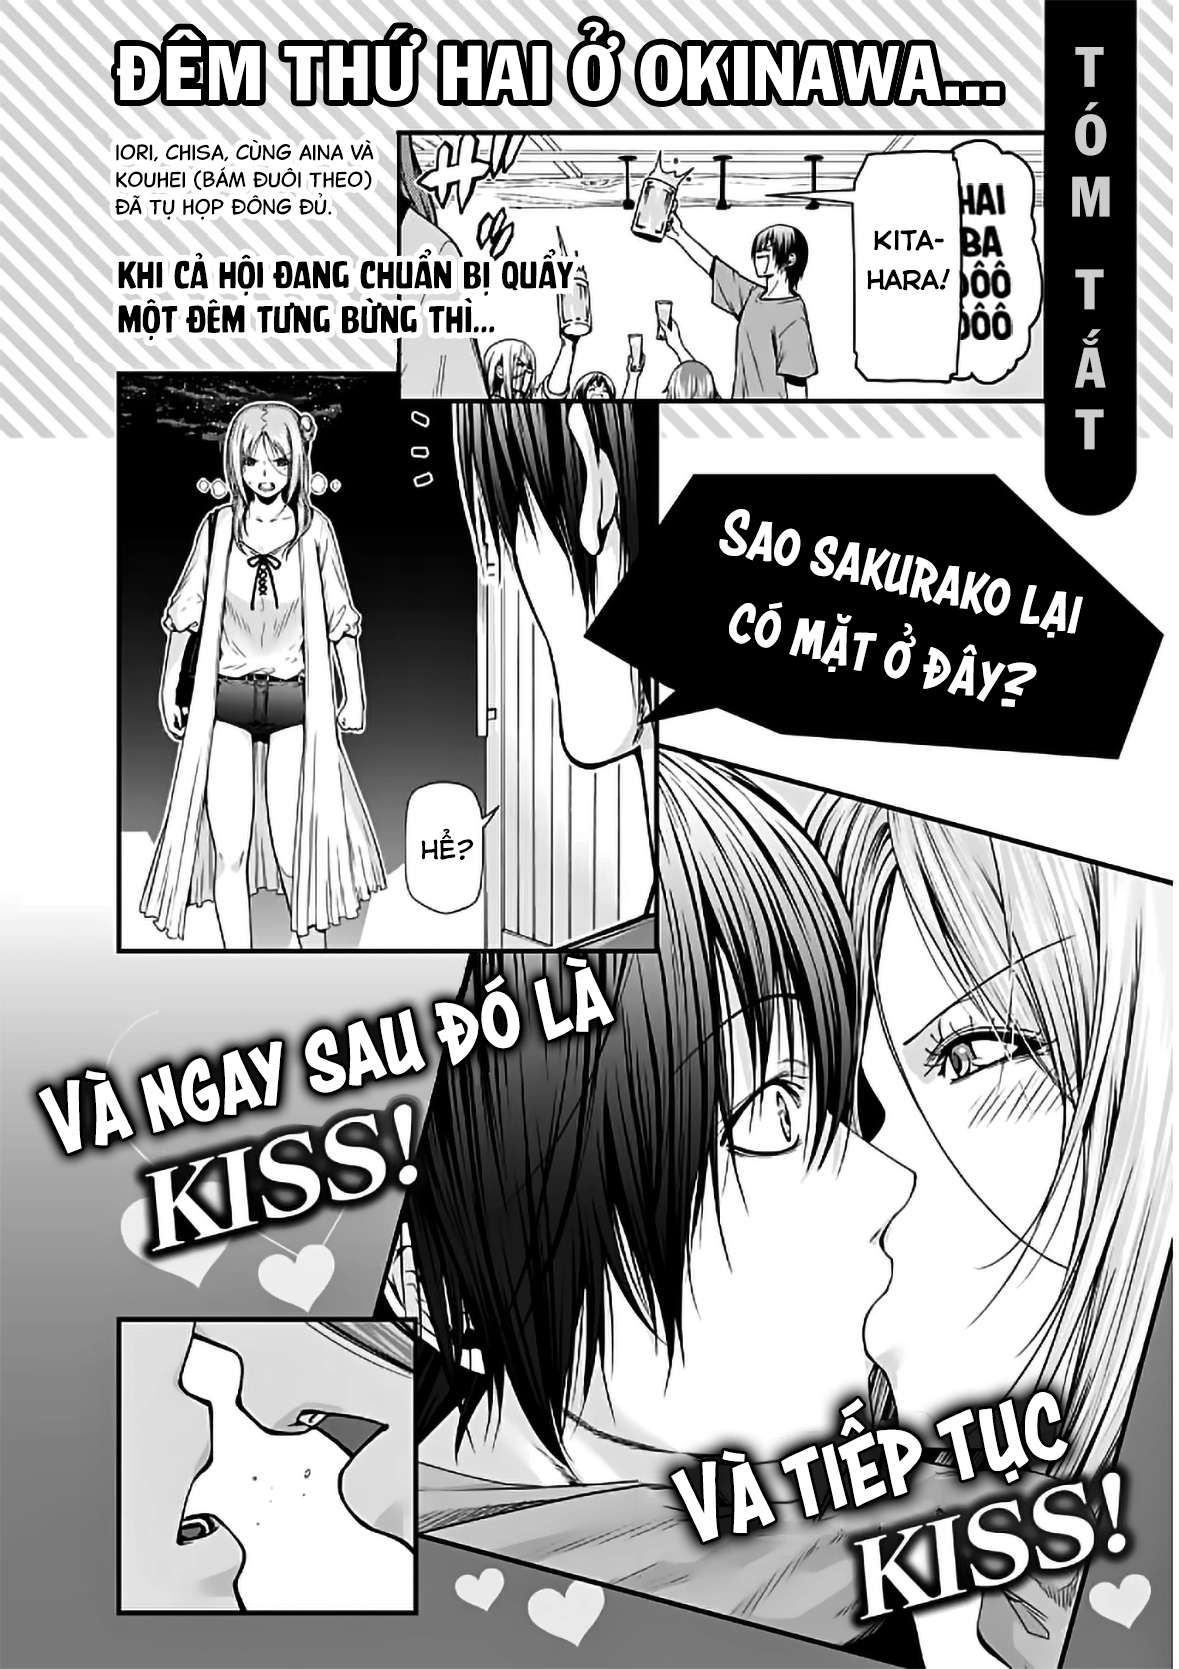 TÓM TẮT
ĐÊM THỨ HAI Ở OKINAWA...
IORI, CHISA, CÙNG AINA VÀ
KOUHEI (BÁM ĐUÔI THEO)
ĐÃ TỤ HỌP ĐÔNG ĐỦ.
KHI CẢ HỘI ĐANG CHUẨN BỊ QUẨY
MỘT ĐÊM TƯNG BỪNG THÌ...
HAI
BA
ÔÔ
ÔÔÔ
KITA-
HARA!
SAO SAKURAKO LẠI
CÓ MẶT Ở ĐÂY?
HỂ?
VÀ NGAY SAU ĐÓ LÀ
KISS!
VÀ TIẾP TỤC
KISS!